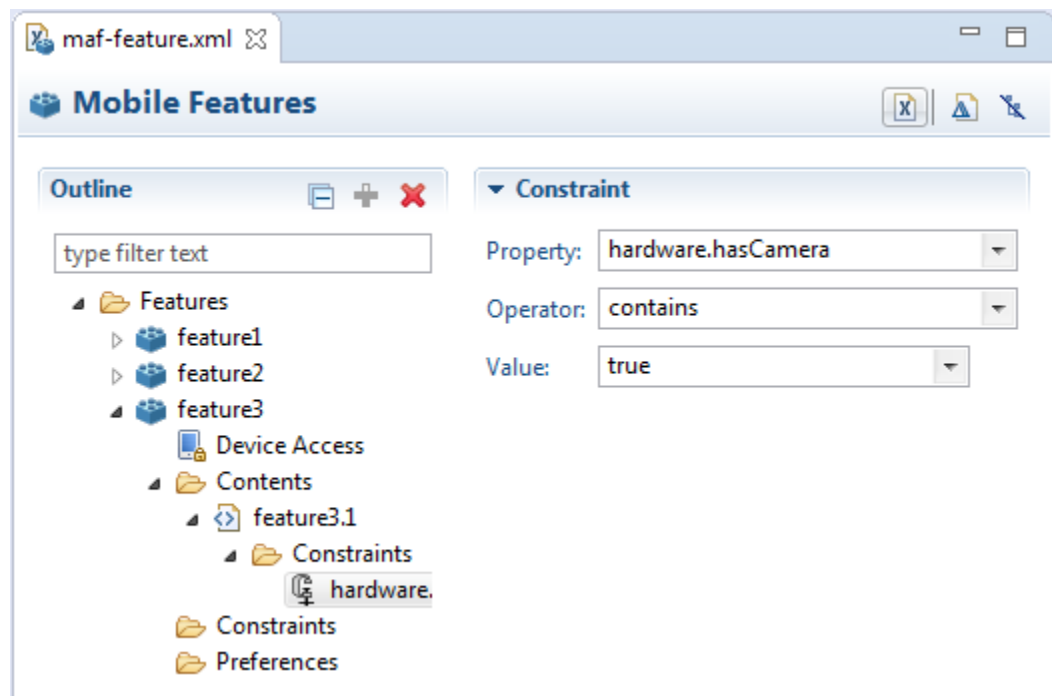 maf-feature.xml
Mobile Features
Outline
type filter text
Features
feature1
feature2
feature3
Device Access
Contents
feature3.1
Constraints
hardware.
Constraints
Preferences
Constraint
Property: hardware.hasCamera
Operator: contains
Value: true